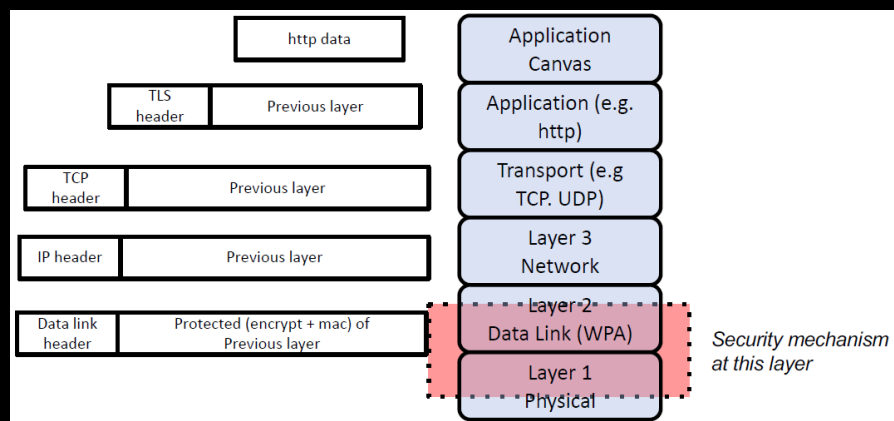 http data
Application
Canvas
TLS
header
Previous layer
Application (e.g.
http)
TCP
header
Previous layer
Transport (e.g
TCP. UDP)
IP header
Previous layer
Layer 3
Network
Data link
header
Protected (encrypt + mac) of
Previous layer
Layer 2
Data Link (WPA)
Security mechanism
at this layer
Layer 1
Physical